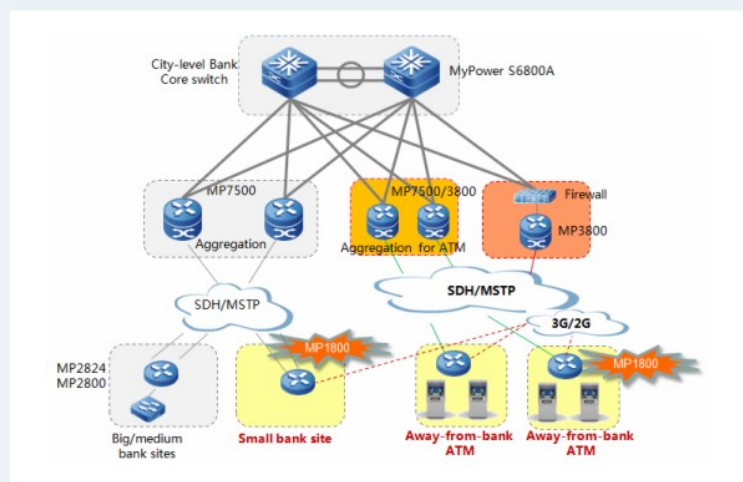 City-level Bank
Core switch
MyPower S6800A
MP7500
Aggregation
MP7500/3800
Aggregation for ATM
Firewall
MP3800
SDH/MSTP
SDH/MSTP
3G/2G
MP1800
MP1800
MP2824
MP2800
Big/medium
bank sites
Small bank site
Away-from-bank
ATM
Away-from-bank
ATM